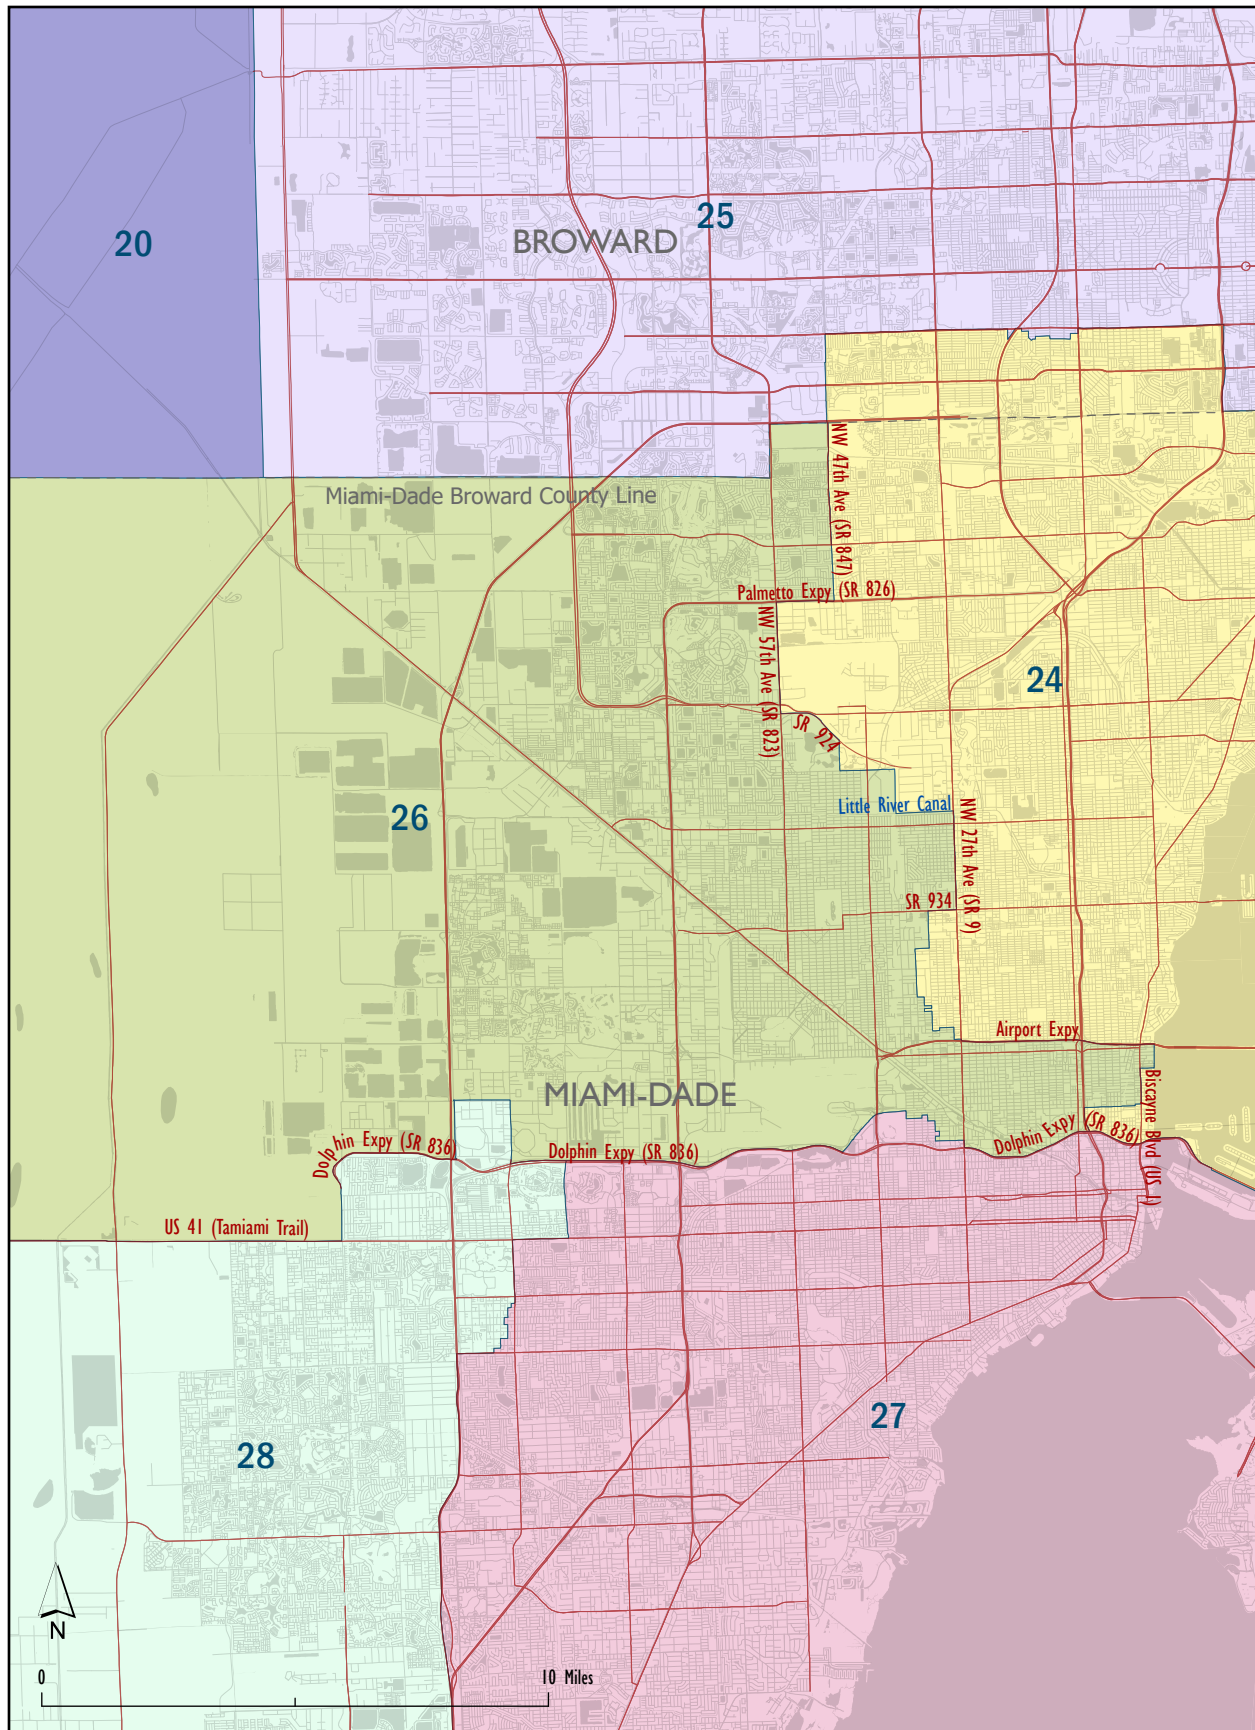 25
20
BROWARD
NW 47th Ave (SR 847)
Miami-Dade Broward County Line
Palmetto Expy (SR 826)
NW 57th Ave (SR 823)
24
SR 924
Little River Canal
26
NW 27th Ave (SR 9)
SR 934
Airport Expy
MIAMI-DADE
Biscayne Blvd (US 1)
Dolphin Expy (SR 836)
Dolphin Expy (SR 836)
Dolphin Expy (SR 836)
US 41 (Tamiami Trail)
27
28
N
0
10 Miles